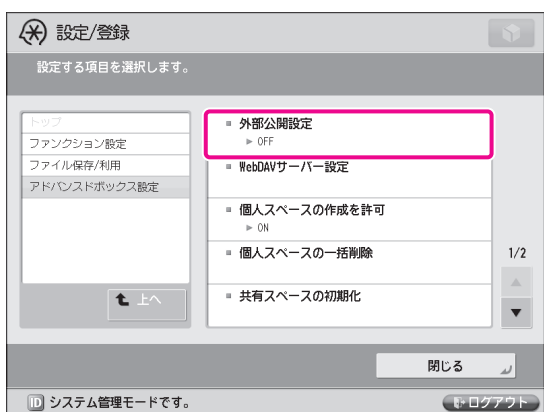 設定/登録
設定する項目を選択します。
トップ
ファンクション設定
ファイル保存/利用
アドバンスドボックス設定
上へ
外部公開設定
▶ OFF
WebDAVサーバー設定
個人スペースの作成を許可
▶ ON
個人スペースの一括削除
共有スペースの初期化
1/2
閉じる
ID システム管理モードです。
ログアウト